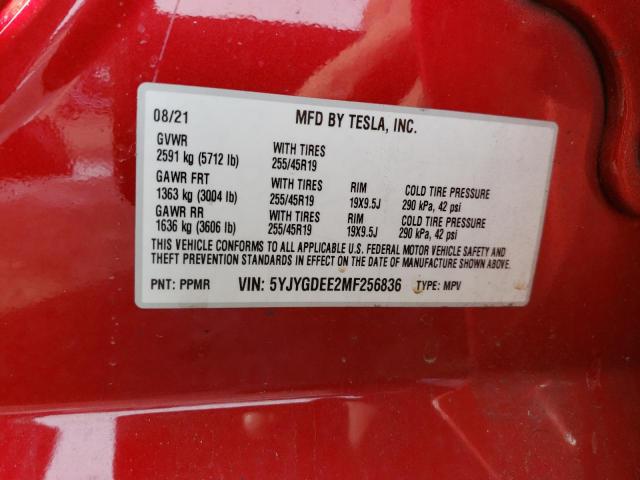 08/21 MFD BY TESLA, INC.
GVWR WITH TIRES
2591 kg (5712 lb) 255/45R19
GAWR FRT WITH TIRES RIM COLD TIRE PRESSURE
1363 kg (3004 lb) 255/45R19 19X9.5J 290 kPa, 42 psi
GAWR RR WITH TIRES RIM COLD TIRE PRESSURE
1636 kg (3606 lb) 255/45R19 19X9.5J 290 kPa, 42 psi
THIS VEHICLE CONFORMS TO ALL APPLICABLE U.S. FEDERAL MOTOR VEHICLE SAFETY AND
THEFT PREVENTION STANDARDS IN EFFECT ON THE DATE OF MANUFACTURE SHOWN ABOVE.
PNT: PPMR VIN: 5YJYGDEE2MF256836 TYPE: MPV